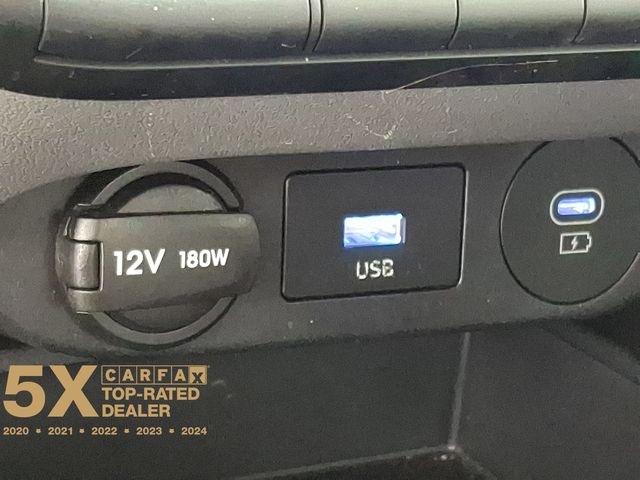 12V 180W
USB
5X CARFAX
TOP-RATED
DEALER
2020 • 2021 • 2022 • 2023 • 2024